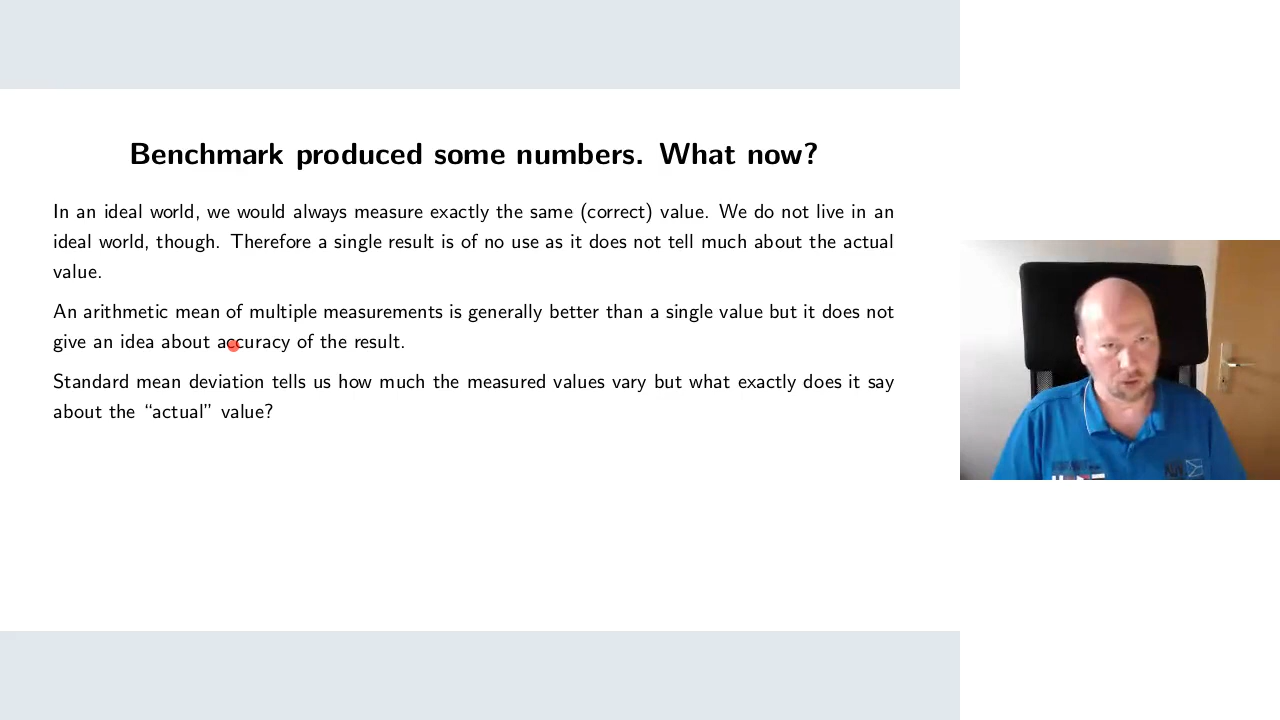 Benchmark produced some numbers. What now?
In an ideal world, we would always measure exactly the same (correct) value. We do not live in an
ideal world, though. Therefore a single result is of no use as it does not tell much about the actual
value.
An arithmetic mean of multiple measurements is generally better than a single value but it does not
give an idea about accuracy of the result.
Standard mean deviation tells us how much the measured values vary but what exactly does it say
about the “actual” value?